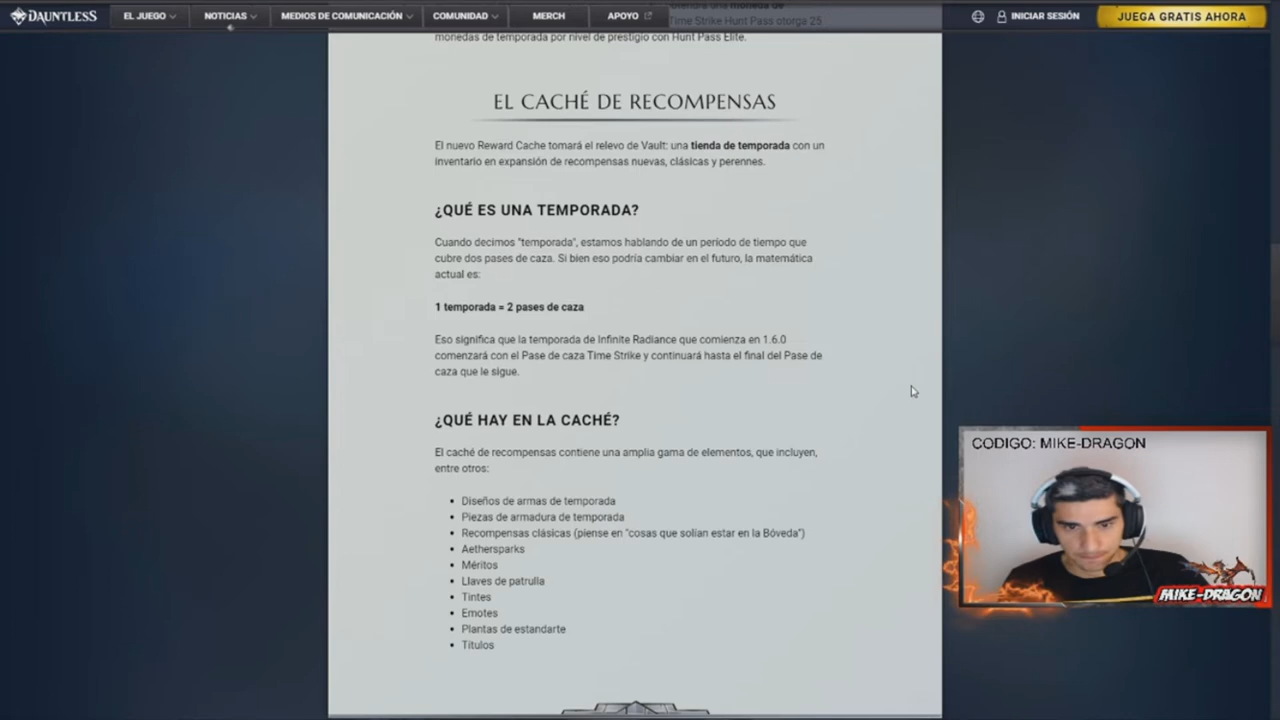 DAUNTLESS
EL JUEGO
NOTICIAS
MEDIOS DE COMUNICACIÓN
COMUNIDAD
MERCH
APOYO
INICIAR SESIÓN
JUEGA GRATIS AHORA
moneda de
Time Strike Hunt Pass otorga 25
monedas de temporada por nivel de prestigio con Hunt Pass Elite.
EL CACHÉ DE RECOMPENSAS
El nuevo Reward Cache tomará el relevo de Vault: una tienda de temporada con un
inventario en expansión de recompensas nuevas, clásicas y perennes.
¿QUÉ ES UNA TEMPORADA?
Cuando decimos "temporada", estamos hablando de un período de tiempo que
cubre dos pases de caza. Si bien eso podría cambiar en el futuro, la matemática
actual es:
1 temporada = 2 pases de caza
Eso significa que la temporada de Infinite Radiance que comienza en 1.6.0
comenzará con el Pase de caza Time Strike y continuará hasta el final del Pase de
caza que le sigue.
¿QUÉ HAY EN LA CACHÉ?
El caché de recompensas contiene una amplia gama de elementos, que incluyen,
entre otros:
• Diseños de armas de temporada
• Piezas de armadura de temporada
• Recompensas clásicas (piense en "cosas que solían estar en la Bóveda")
• Aethersparks
• Méritos
• Llaves de patrulla
• Tintes
• Emotes
• Plantas de estandarte
• Títulos
CODIGO: MIKE-DRAGON
MIKE-DRAGON